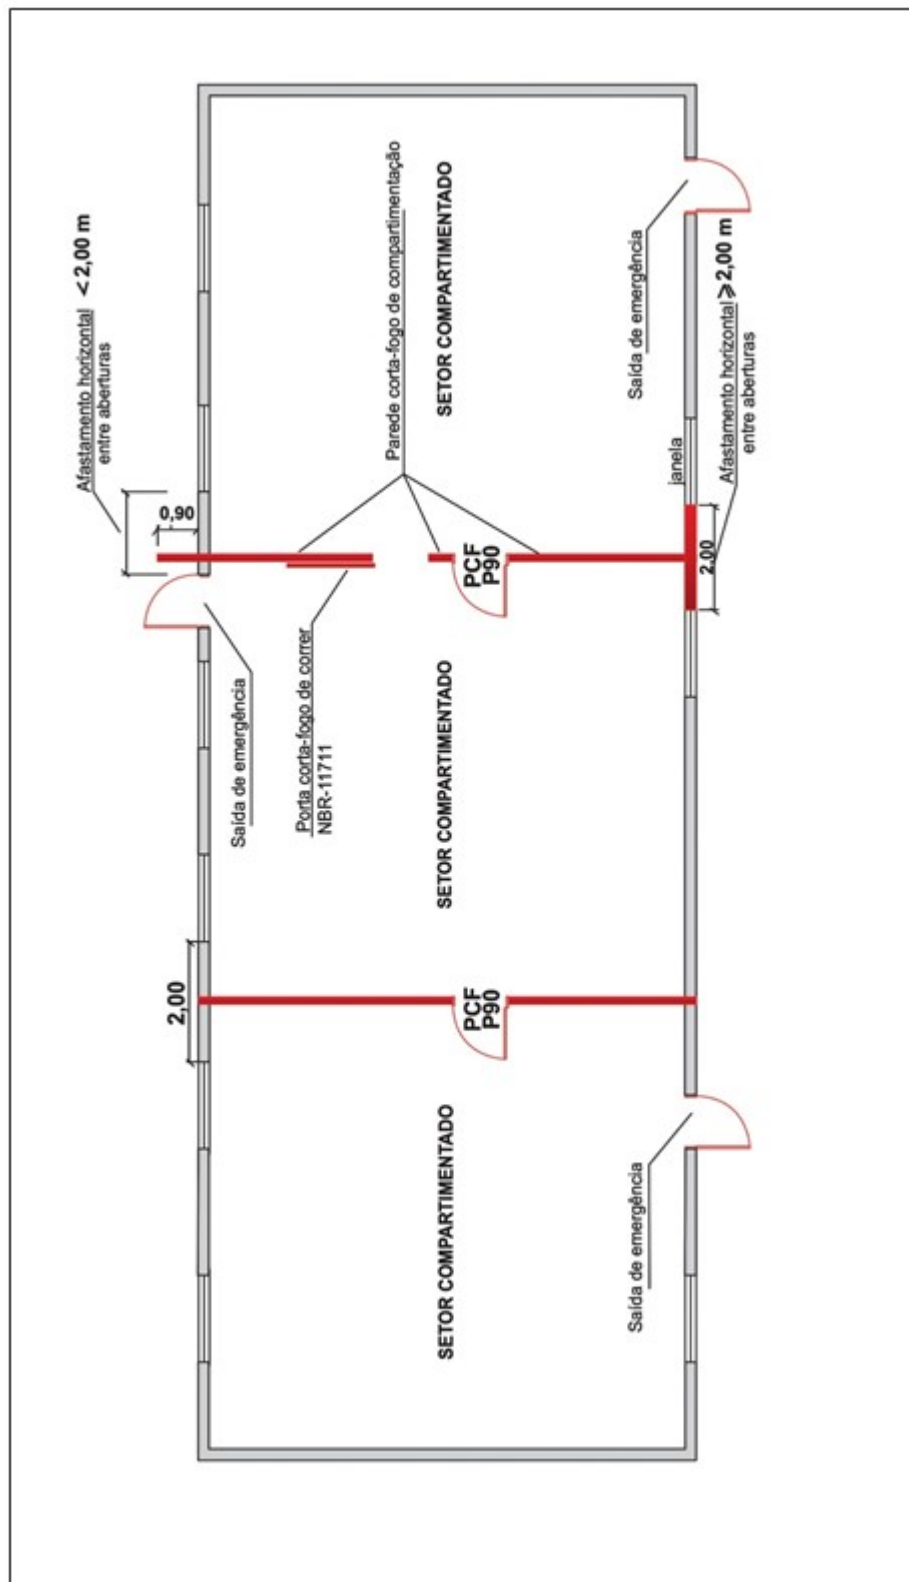 Afastamento horizontal < 2,00 m
entre aberturas
0,90
2,00
Saída de emergência
Porta corta-fogo de correr
NBR-11711
Parede corta-fogo de compartimentação
SETOR COMPARTIMENTADO
PCF
P90
SETOR COMPARTIMENTADO
PCF
P90
SETOR COMPARTIMENTADO
Saída de emergência
Saída de emergência
janela
2,00
Afastamento horizontal ⩾ 2,00 m
entre aberturas